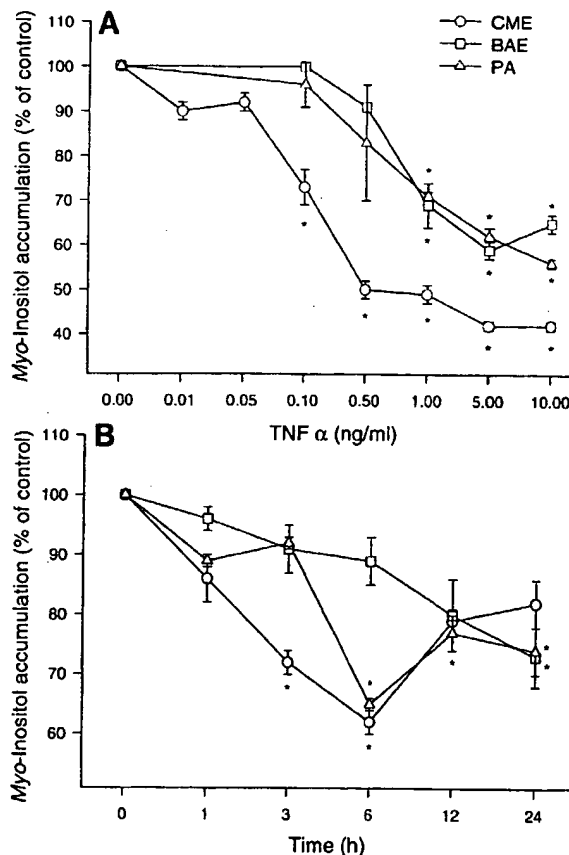 A
CME
BAE
PA
Myo-Inositol accumulation (% of control)
110
100
90
80
70
60
50
40
* * * * * * * * * * *
0.00 0.01 0.05 0.10 0.50 1.00 5.00 10.00
TNF α (ng/ml)
B
Myo-Inositol accumulation (% of control)
110
100
90
80
70
60
* * * * * *
0 1 3 6 12 24
Time (h)